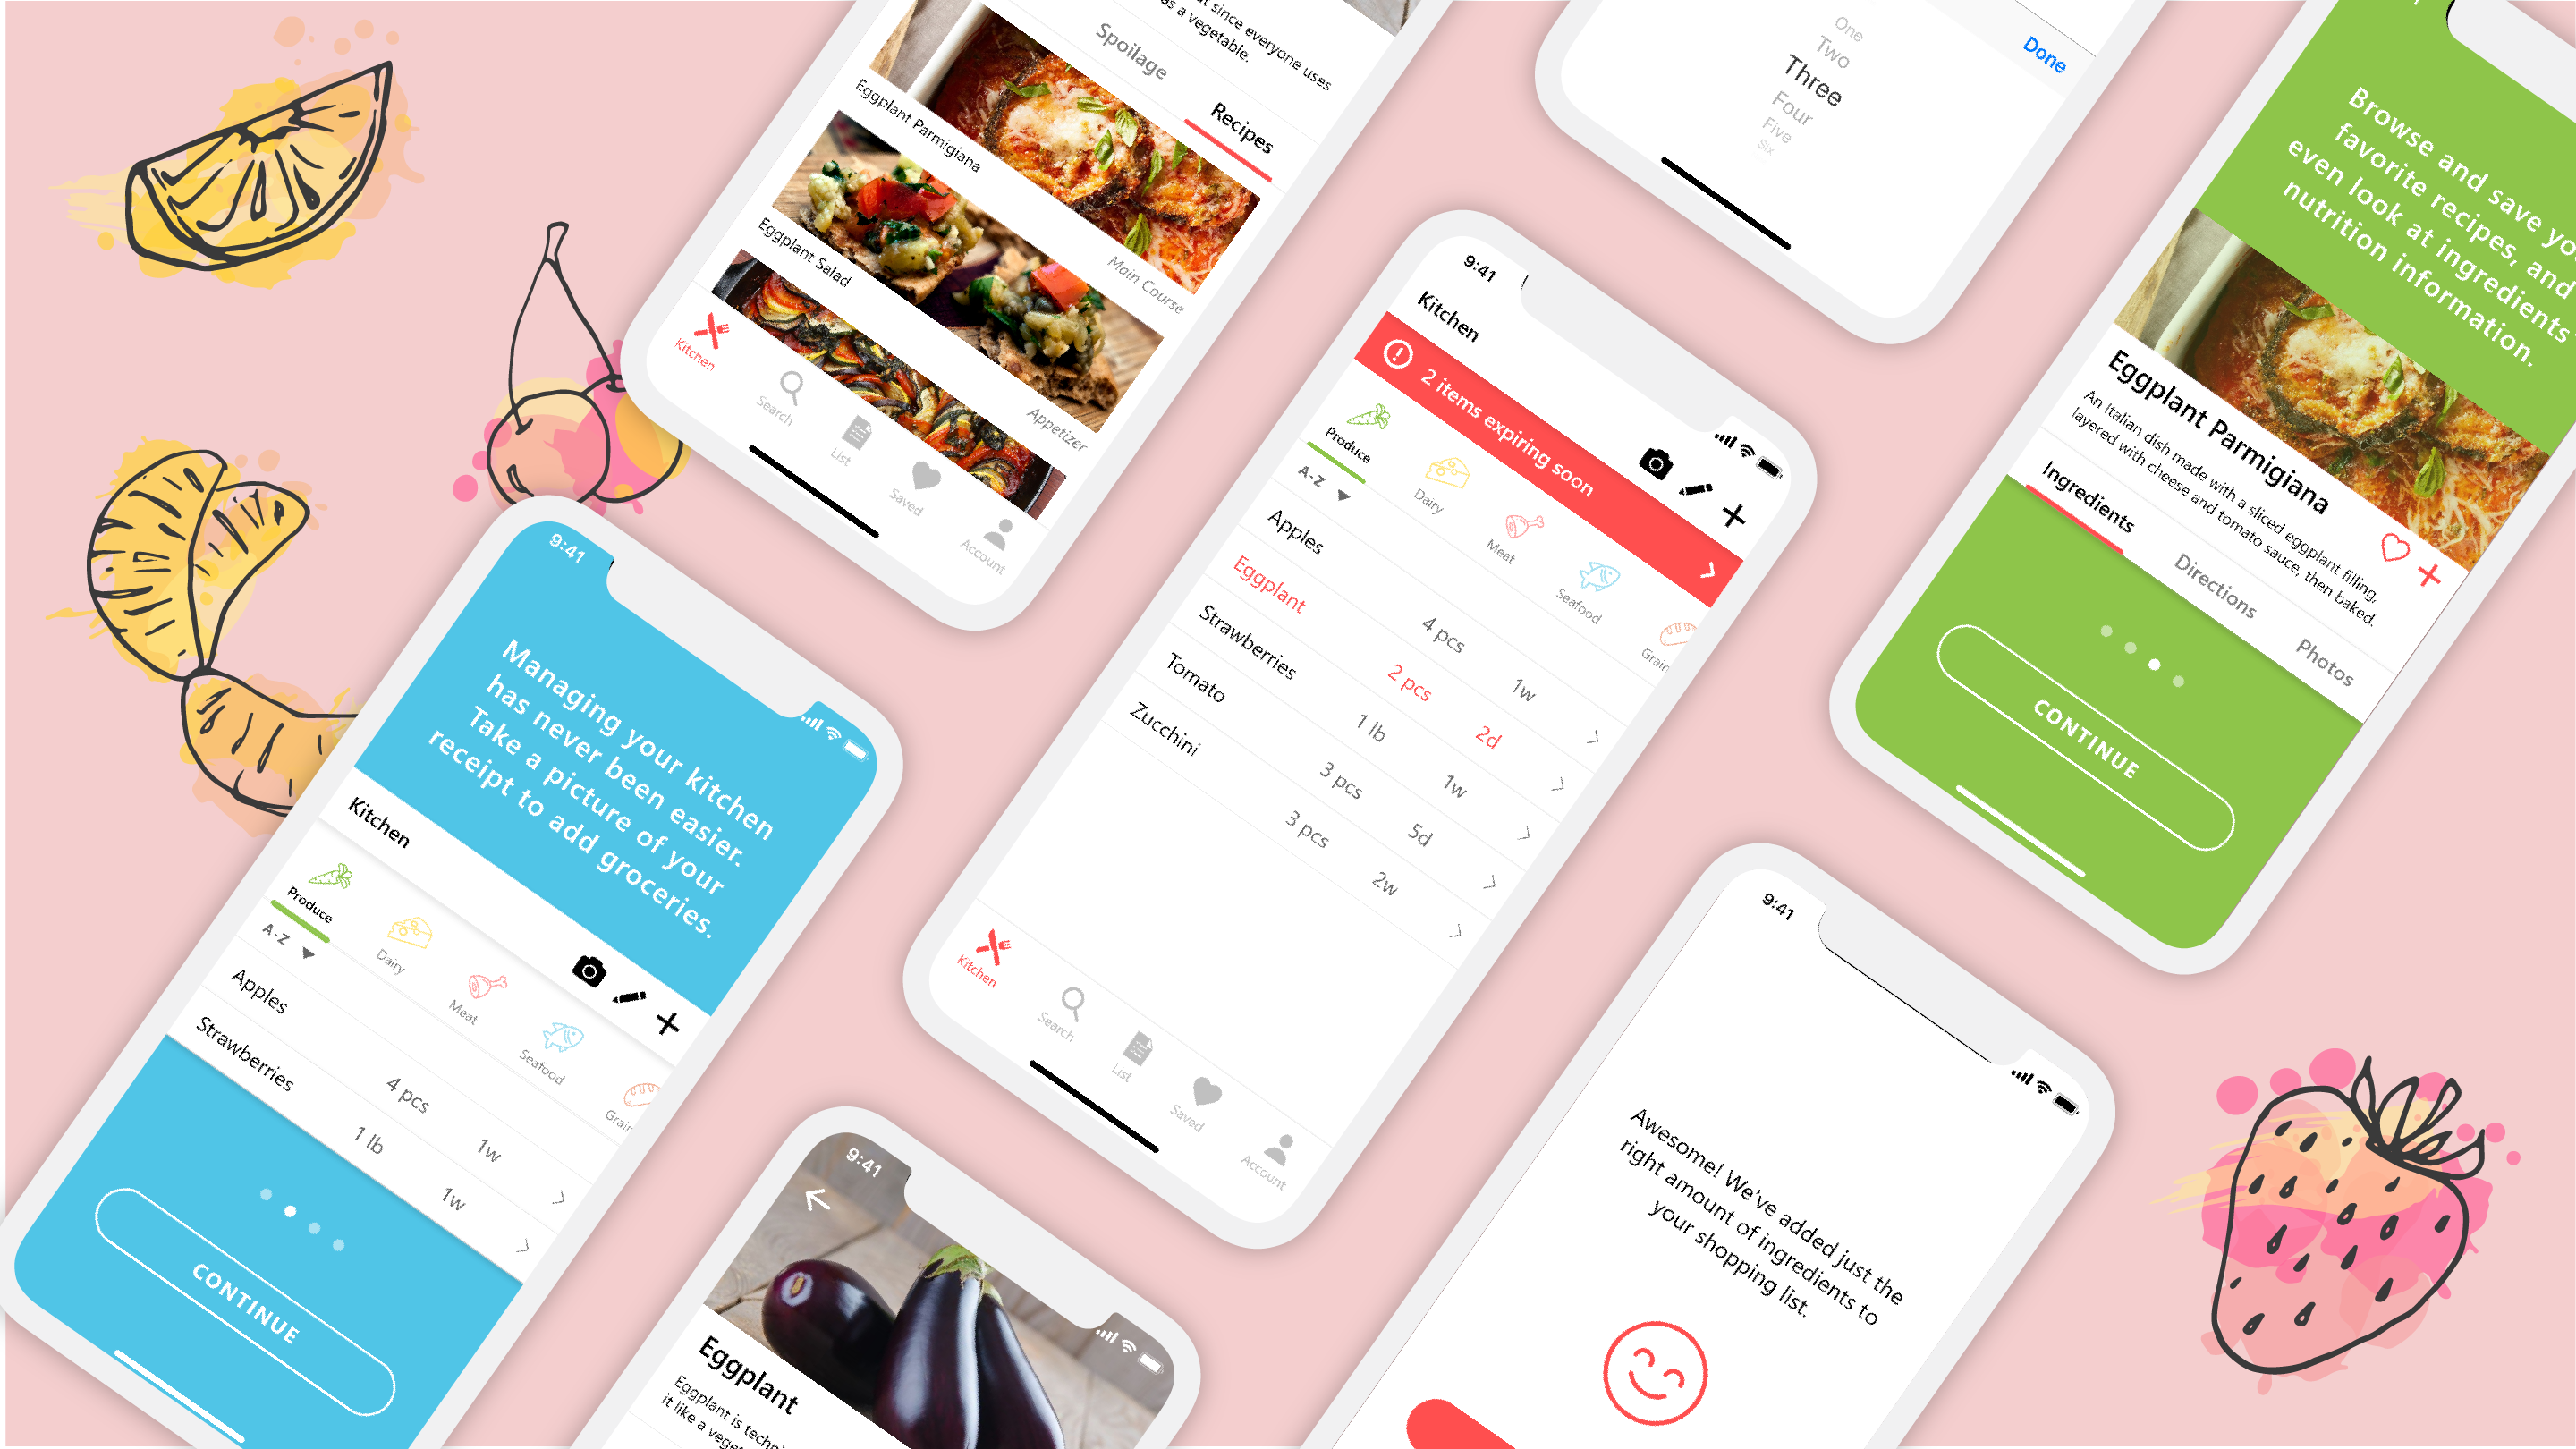 t since everyone uses
as a vegetable.
Spoilage
Recipes
Eggplant Parmigiana
Main Course
Eggplant Salad
Appetizer
Kitchen
Search
List
Saved
Account
One
Two
Three
Four
Five
Six
Done
Browse and save yo
favorite recipes, and
even look at ingredients
nutrition information.
Eggplant Parmigiana
An Italian dish made with a sliced eggplant filling,
layered with cheese and tomato sauce, then baked.
Ingredients
Directions
Photos
CONTINUE
9:41
Kitchen
2 items expiring soon
Produce
Dairy
Meat
Seafood
Grain
A-Z
Apples 4 pcs 1w
Eggplant 2 pcs 2d
Strawberries 1 lb 1w
Tomato 3 pcs 5d
Zucchini 3 pcs 2w
Kitchen
Search
List
Saved
Account
9:41
Managing your kitchen
has never been easier.
Take a picture of your
receipt to add groceries.
Kitchen
Produce
Dairy
Meat
Seafood
Grain
A-Z
Apples 4 pcs 1w
Strawberries 1 lb 1w
CONTINUE
9:41
Eggplant
Eggplant is techni
it like a veget
9:41
Awesome! We've added just the
right amount of ingredients to
your shopping list.